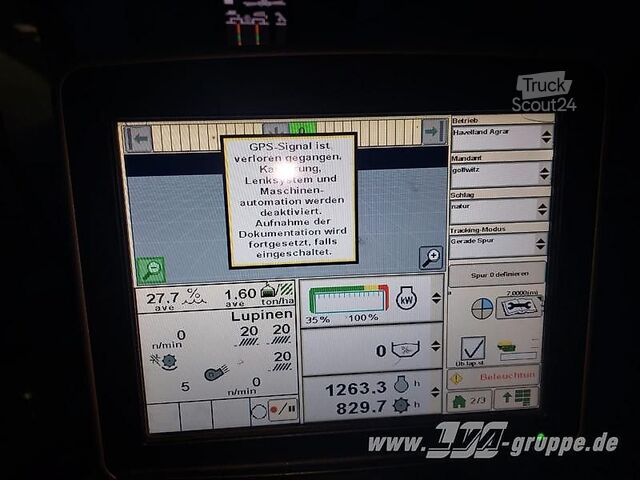 Truck
Scout24
GPS-Signal ist
verloren gegangen.
Lenksystem und
Maschinen-
automation werden
deaktiviert.
Aufnahme der
Dokumentation wird
fortgesetzt, falls
eingeschaltet.
Betrieb
Havelland Agrar
Mandant
gollwitz
Schlag
natur
Tracking-Modus
Gerade Spur
Spur 0 definieren
27.7 %
ave
1.60
ave
ton/ha
Lupinen
0
n/min
20 20
20
5
0
n/min
35 % 100 %
kW
0 %
1263.3 h
829.7 h
Beleuchtun
2/3
www.LVA-gruppe.de